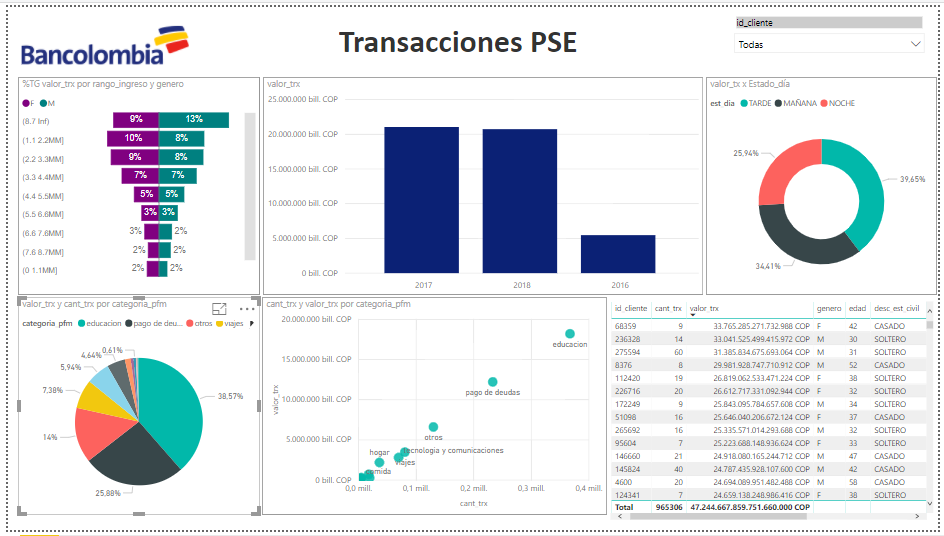 Bancolombia
Transacciones PSE
id_cliente
Todas
%TG valor_trx por rango_ingreso y genero
F M
(8.7 Inf) 9% 13%
(1.1 2.2MM] 10% 8%
(2.2 3.3MM] 9% 8%
(3.3 4.4MM] 7% 7%
(4.4 5.5MM] 5% 5%
(5.5 6.6MM] 3% 3%
(6.6 7.6MM] 3% 2%
(7.6 8.7MM] 2% 2%
(0 1.1MM] 2% 2%
valor_trx
25.000.000 bill. COP
20.000.000 bill. COP
15.000.000 bill. COP
10.000.000 bill. COP
5.000.000 bill. COP
0 bill. COP
2017 2018 2016
valor_tx x Estado_día
est_dia TARDE MAÑANA NOCHE
25,94%
39,65%
34,41%
valor_trx y cant_trx por categoria_pfm
categoria_pfm educacion pago de deu... otros viajes
0,61%
4,64%
5,94%
7,38%
14%
25,88%
38,57%
cant_trx y valor_trx por categoria_pfm
valor_trx
20.000.000 bill. COP
15.000.000 bill. COP
10.000.000 bill. COP
5.000.000 bill. COP
0 bill. COP
educacion
pago de deudas
otros
tecnologia y comunicaciones
hogar
viajes
comida
0,0 mill. 0,1 mill. 0,2 mill. 0,3 mill. 0,4 mill.
cant_trx
id_cliente cant_trx valor_trx genero edad desc_est_civil
68359 9 33.765.285.271.732.988 COP F 42 CASADO
236328 14 33.041.525.499.415.972 COP M 30 SOLTERO
275594 60 31.385.834.675.693.064 COP M 31 SOLTERO
8376 8 29.981.928.747.710.912 COP M 52 CASADO
112420 19 26.819.062.533.471.224 COP F 38 SOLTERO
226716 20 26.612.717.331.092.944 COP F 32 SOLTERO
172249 9 25.843.095.784.657.608 COP M 34 SOLTERO
51098 16 25.646.040.206.672.124 COP F 37 CASADO
265692 16 25.335.571.014.293.688 COP M 32 SOLTERO
95604 7 25.223.688.148.936.624 COP F 33 SOLTERO
146660 21 24.918.080.165.244.712 COP M 47 CASADO
145824 40 24.787.435.928.107.600 COP M 42 CASADO
4600 20 24.694.089.951.482.488 COP M 58 CASADO
124341 7 24.659.138.248.986.416 COP F 38 SOLTERO
Total 965306 47.244.667.859.751.660.000 COP